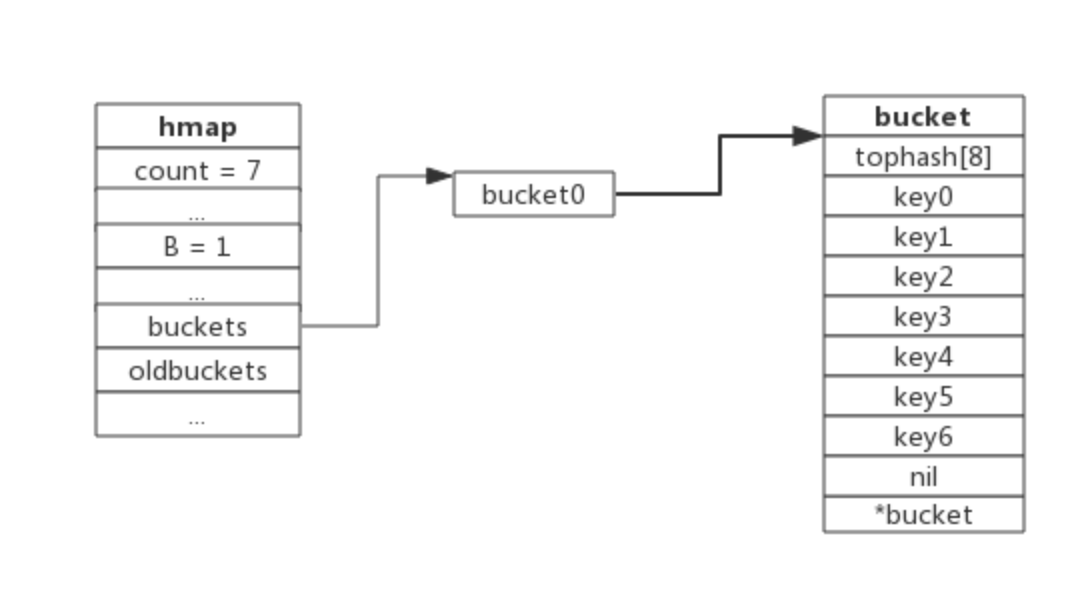 hmap
count = 7
...
B = 1
...
buckets
oldbuckets
...
bucket0
bucket
tophash[8]
key0
key1
key2
key3
key4
key5
key6
nil
*bucket